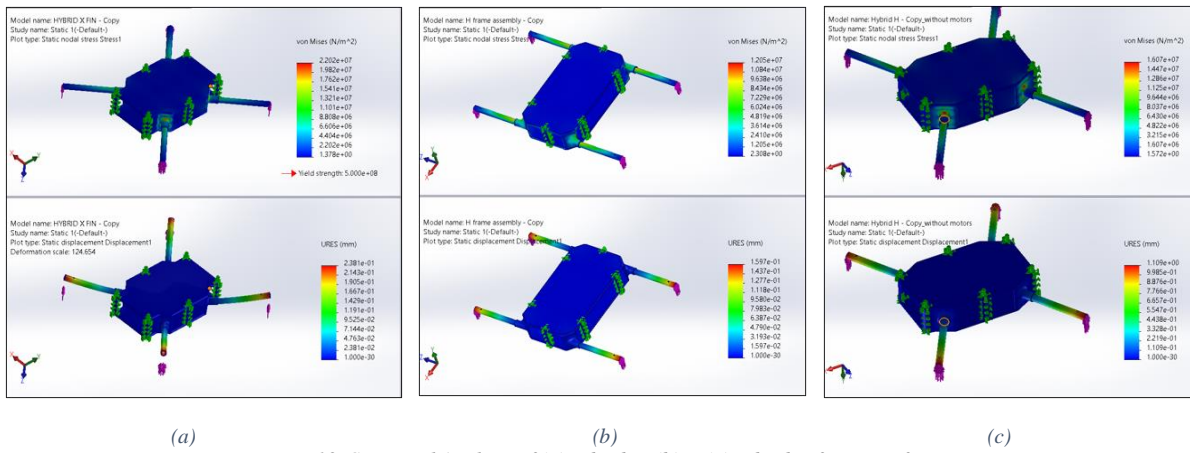 Model name: HYBRID X FIN - Copy
Study name: Static 1(-Default-)
Plot type: Static nodal stress Stress1
von Mises (N/m^2)
2.202e+07
1.982e+07
1.762e+07
1.541e+07
1.321e+07
1.101e+07
8.808e+06
6.606e+06
4.404e+06
2.202e+06
1.378e+00
Yield strength: 5.000e+08
Model name: HYBRID X FIN - Copy
Study name: Static 1(-Default-)
Plot type: Static displacement Displacement1
Deformation scale: 124.654
URES (mm)
2.381e-01
2.143e-01
1.905e-01
1.667e-01
1.429e-01
1.191e-01
9.525e-02
7.144e-02
4.763e-02
2.381e-02
1.000e-30
(a)
Model name: H frame assembly - Copy
Study name: Static 1(-Default-)
Plot type: Static nodal stress Stress1
von Mises (N/m^2)
1.205e+07
1.084e+07
9.638e+06
8.434e+06
7.229e+06
6.024e+06
4.819e+06
3.614e+06
2.410e+06
1.205e+06
2.308e+00
Model name: H frame assembly - Copy
Study name: Static 1(-Default-)
Plot type: Static displacement Displacement1
URES (mm)
1.597e-01
1.437e-01
1.277e-01
1.118e-01
9.580e-02
7.983e-02
6.387e-02
4.790e-02
3.193e-02
1.597e-02
1.000e-30
(b)
Model name: Hybrid H - Copy_without motors
Study name: Static 1(-Default-)
Plot type: Static nodal stress Stress1
von Mises (N/m^2)
1.607e+07
1.447e+07
1.286e+07
1.125e+07
9.644e+06
8.037e+06
6.430e+06
4.822e+06
3.215e+06
1.607e+06
1.572e+00
Model name: Hybrid H - Copy_without motors
Study name: Static 1(-Default-)
Plot type: Static displacement Displacement1
URES (mm)
1.109e+00
9.985e-01
8.876e-01
7.766e-01
6.657e-01
5.547e-01
4.438e-01
3.328e-01
2.219e-01
1.109e-01
1.000e-30
(c)